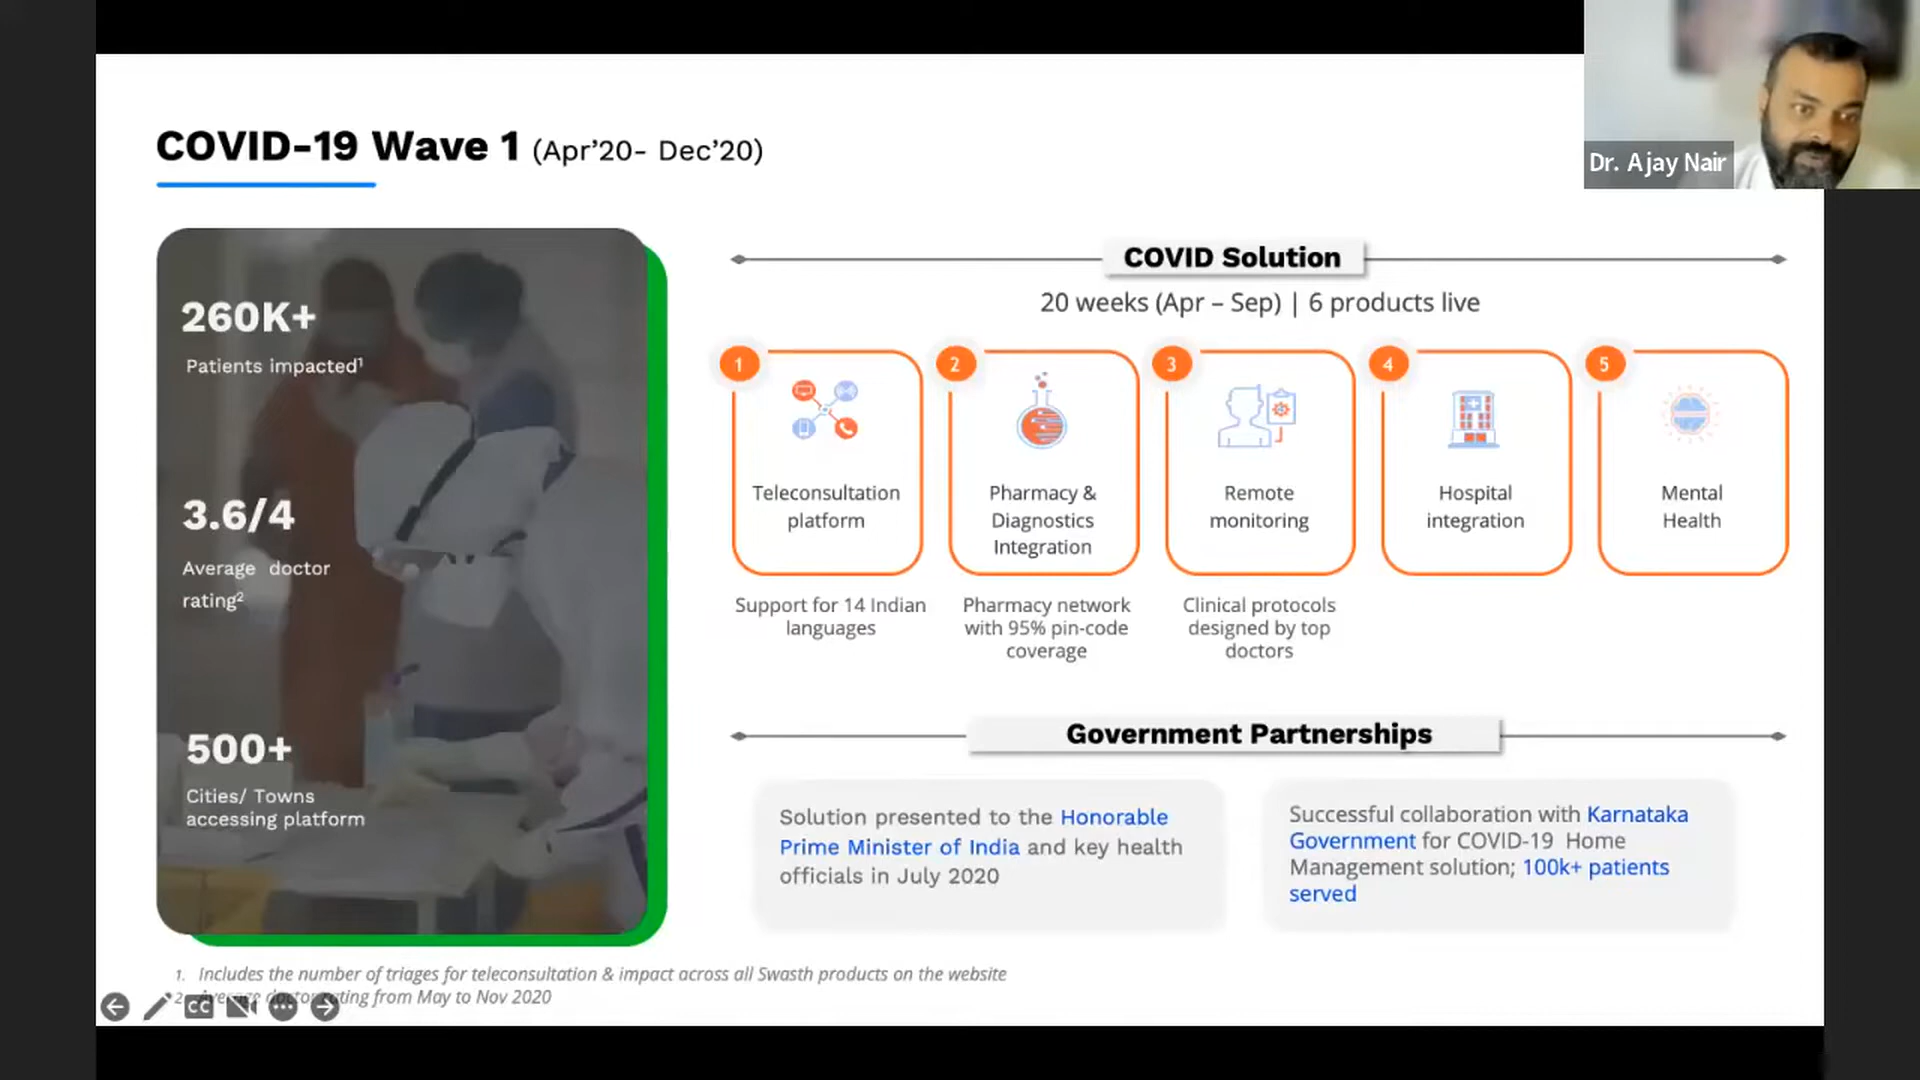 COVID-19 Wave 1 (Apr’20- Dec’20)
Dr. Ajay Nair
260K+
Patients impacted¹
3.6/4
Average doctor
rating²
500+
Cities/ Towns
accessing platform
COVID Solution
20 weeks (Apr – Sep) | 6 products live
1
Teleconsultation
platform
Support for 14 Indian
languages
2
Pharmacy &
Diagnostics
Integration
Pharmacy network
with 95% pin-code
coverage
3
Remote
monitoring
Clinical protocols
designed by top
doctors
4
Hospital
integration
5
Mental
Health
Government Partnerships
Solution presented to the Honorable
Prime Minister of India and key health
officials in July 2020
Successful collaboration with Karnataka
Government for COVID-19 Home
Management solution; 100k+ patients
served
1. Includes the number of triages for teleconsultation & impact across all Swasth products on the website
2. Average doctor rating from May to Nov 2020
CC